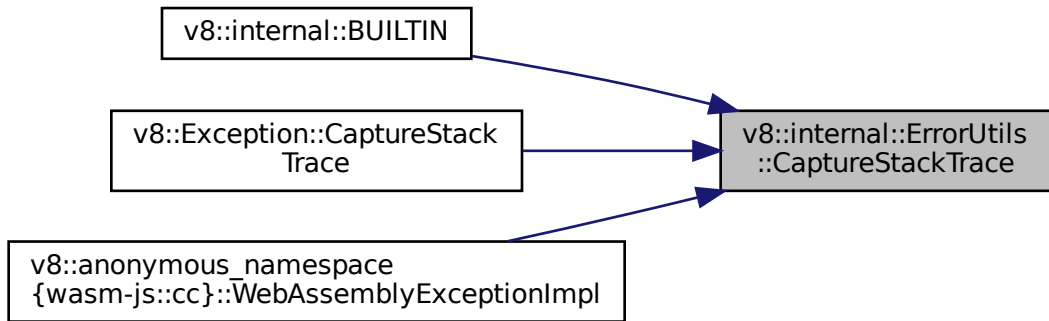 v8::internal::BUILTIN
v8::Exception::CaptureStack
Trace
v8::anonymous_namespace
{wasm-js::cc}::WebAssemblyExceptionImpl
v8::internal::ErrorUtils
::CaptureStackTrace